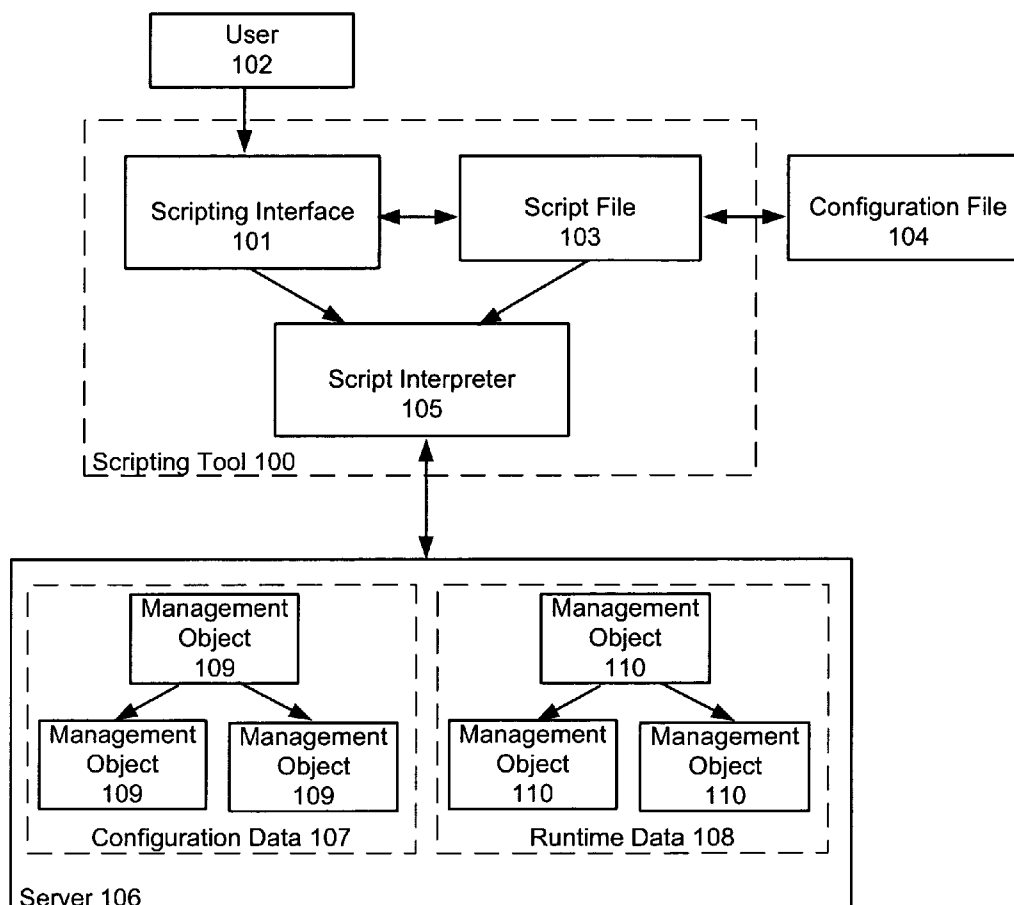 User
102
Scripting Interface
101
Script File
103
Configuration File
104
Script Interpreter
105
Scripting Tool 100
Management
Object
109
Management
Object
109
Management
Object
109
Configuration Data 107
Management
Object
110
Management
Object
110
Management
Object
110
Runtime Data 108
Server 106